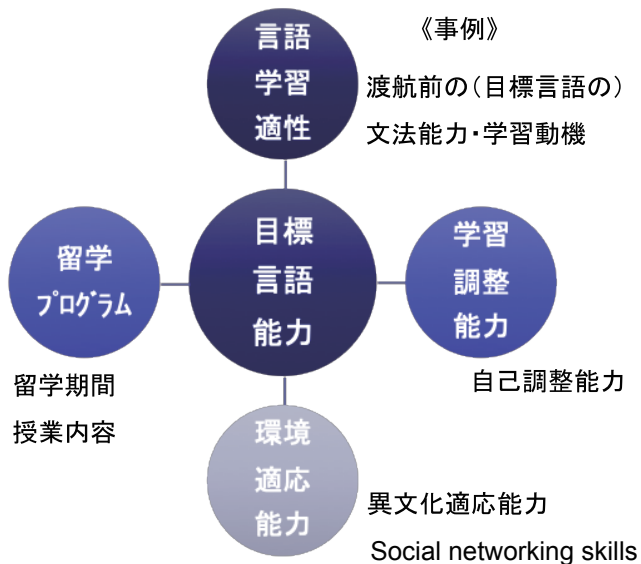 言語
学習
適性
《事例》
渡航前の(目標言語の)
文法能力・学習動機
目標
言語
能力
留学
プログラム
留学期間
授業内容
学習
調整
能力
自己調整能力
環境
適応
能力
異文化適応能力
Social networking skills